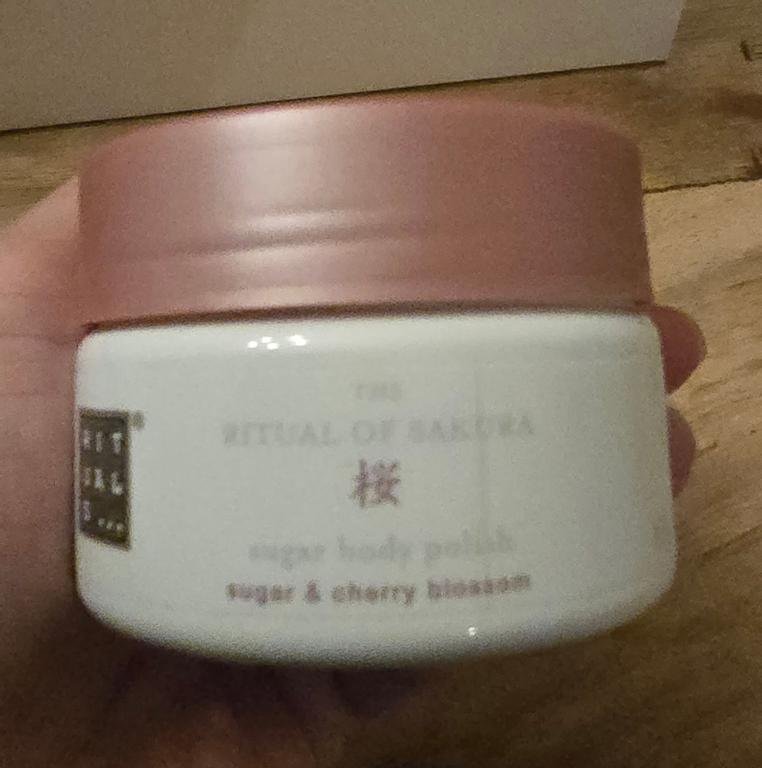 RIT
UAL
S...
THE
RITUAL OF SAKURA
桜
sugar body polish
sugar & cherry blossom